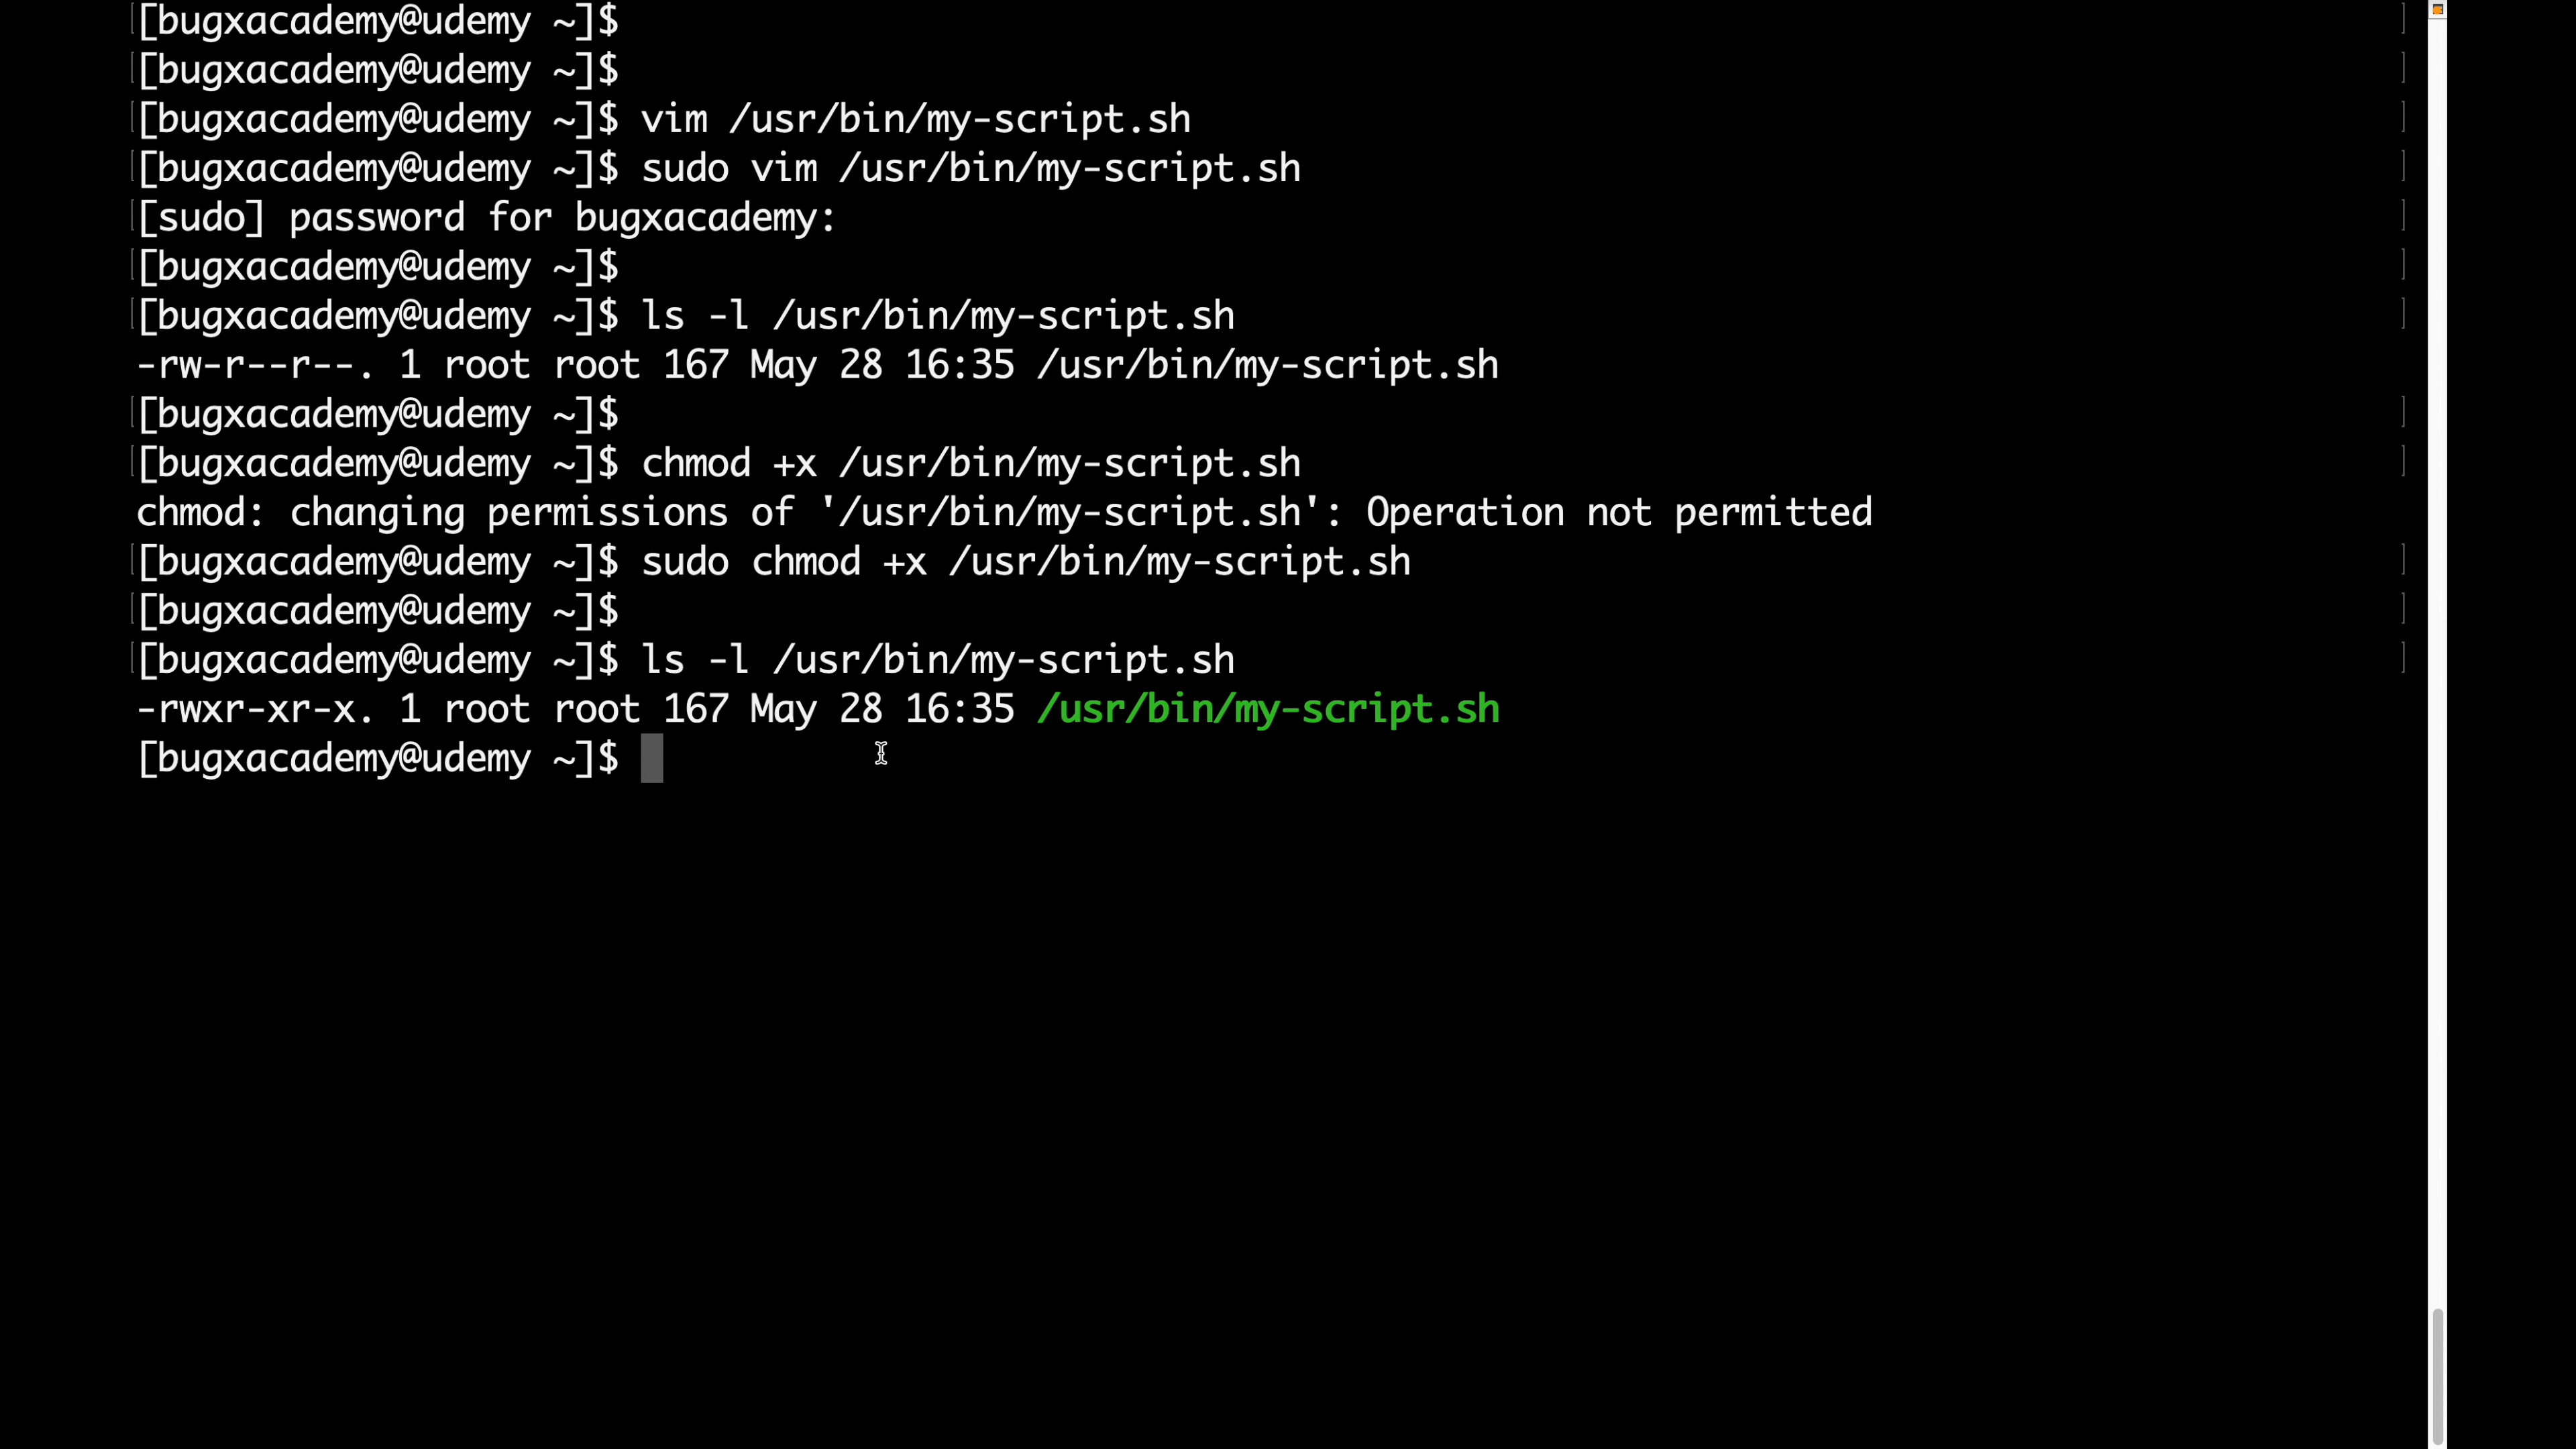 [bugxacademy@udemy ~]$
[bugxacademy@udemy ~]$
[bugxacademy@udemy ~]$ vim /usr/bin/my-script.sh
[bugxacademy@udemy ~]$ sudo vim /usr/bin/my-script.sh
[sudo] password for bugxacademy:
[bugxacademy@udemy ~]$
[bugxacademy@udemy ~]$ ls -l /usr/bin/my-script.sh
-rw-r--r--. 1 root root 167 May 28 16:35 /usr/bin/my-script.sh
[bugxacademy@udemy ~]$
[bugxacademy@udemy ~]$ chmod +x /usr/bin/my-script.sh
chmod: changing permissions of '/usr/bin/my-script.sh': Operation not permitted
[bugxacademy@udemy ~]$ sudo chmod +x /usr/bin/my-script.sh
[bugxacademy@udemy ~]$
[bugxacademy@udemy ~]$ ls -l /usr/bin/my-script.sh
-rwxr-xr-x. 1 root root 167 May 28 16:35 /usr/bin/my-script.sh
[bugxacademy@udemy ~]$